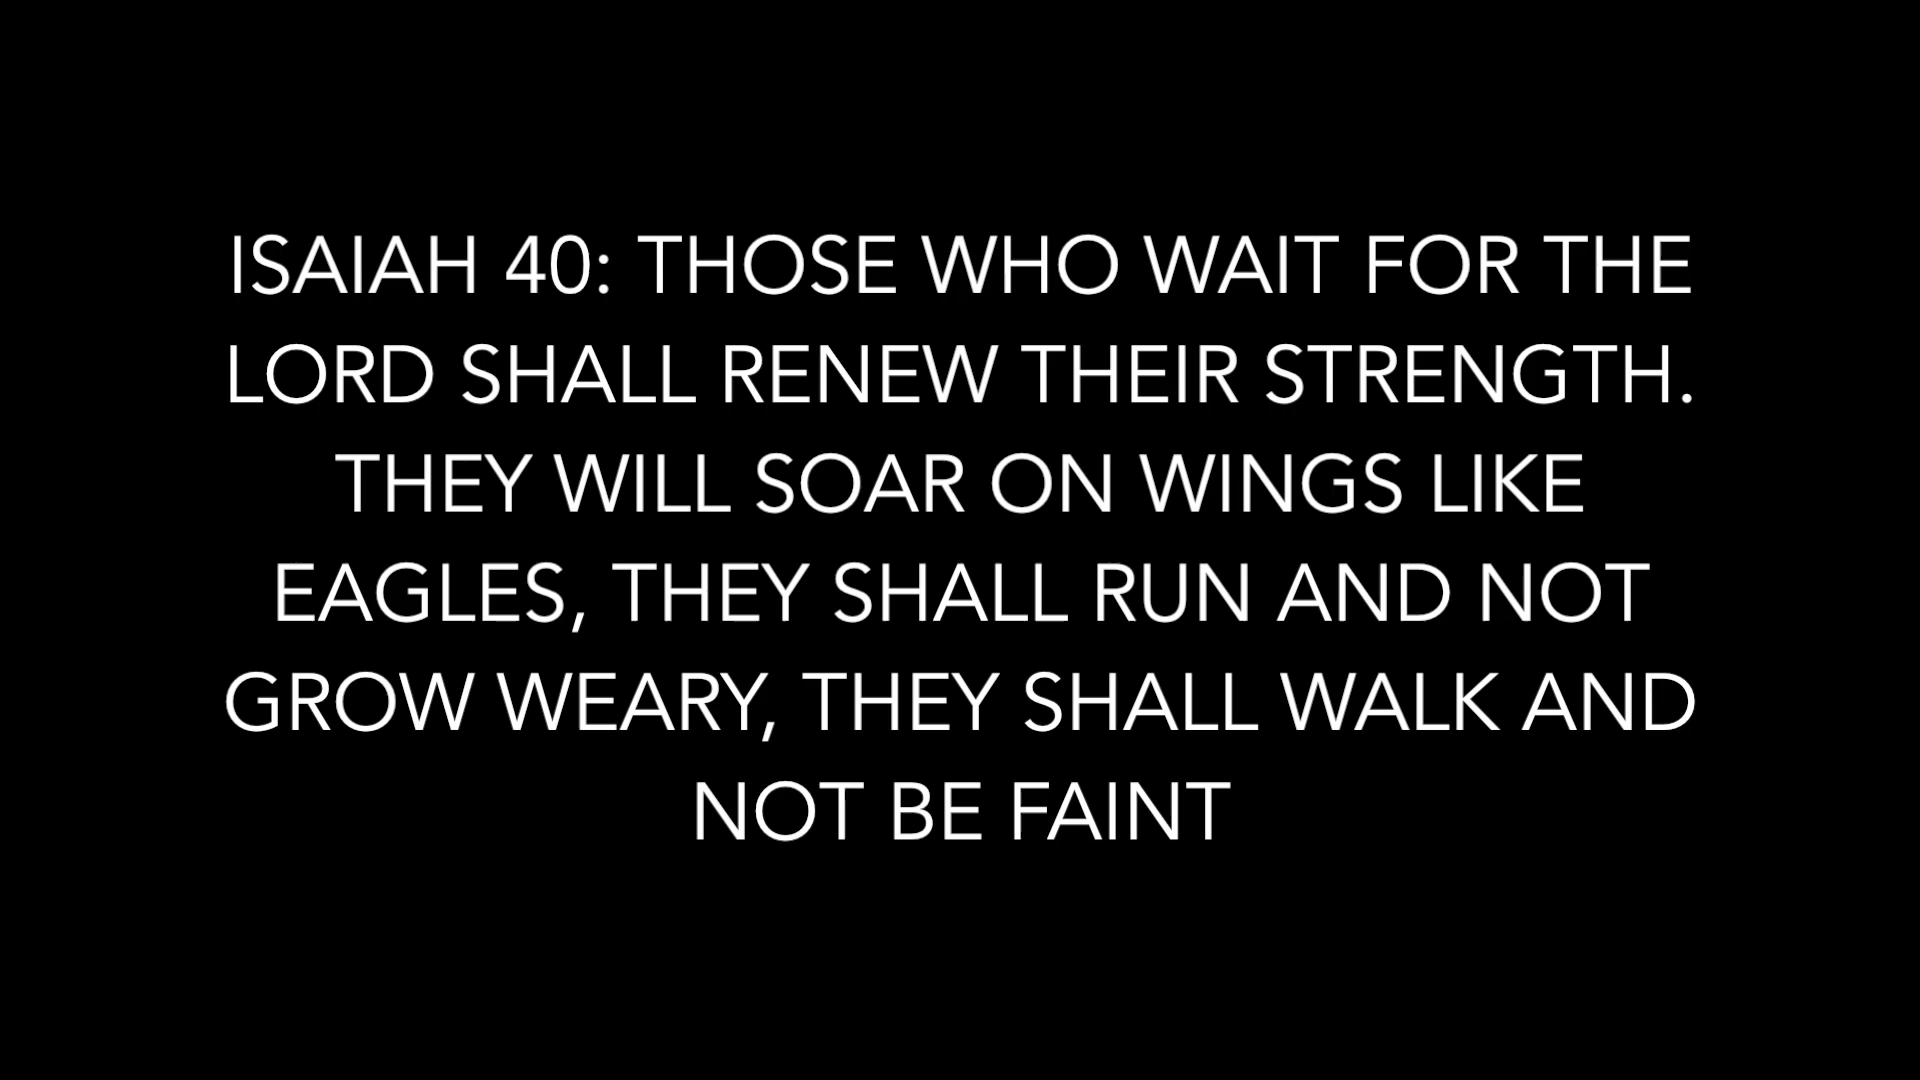 ISAIAH 40: THOSE WHO WAIT FOR THE
LORD SHALL RENEW THEIR STRENGTH.
THEY WILL SOAR ON WINGS LIKE
EAGLES, THEY SHALL RUN AND NOT
GROW WEARY, THEY SHALL WALK AND
NOT BE FAINT